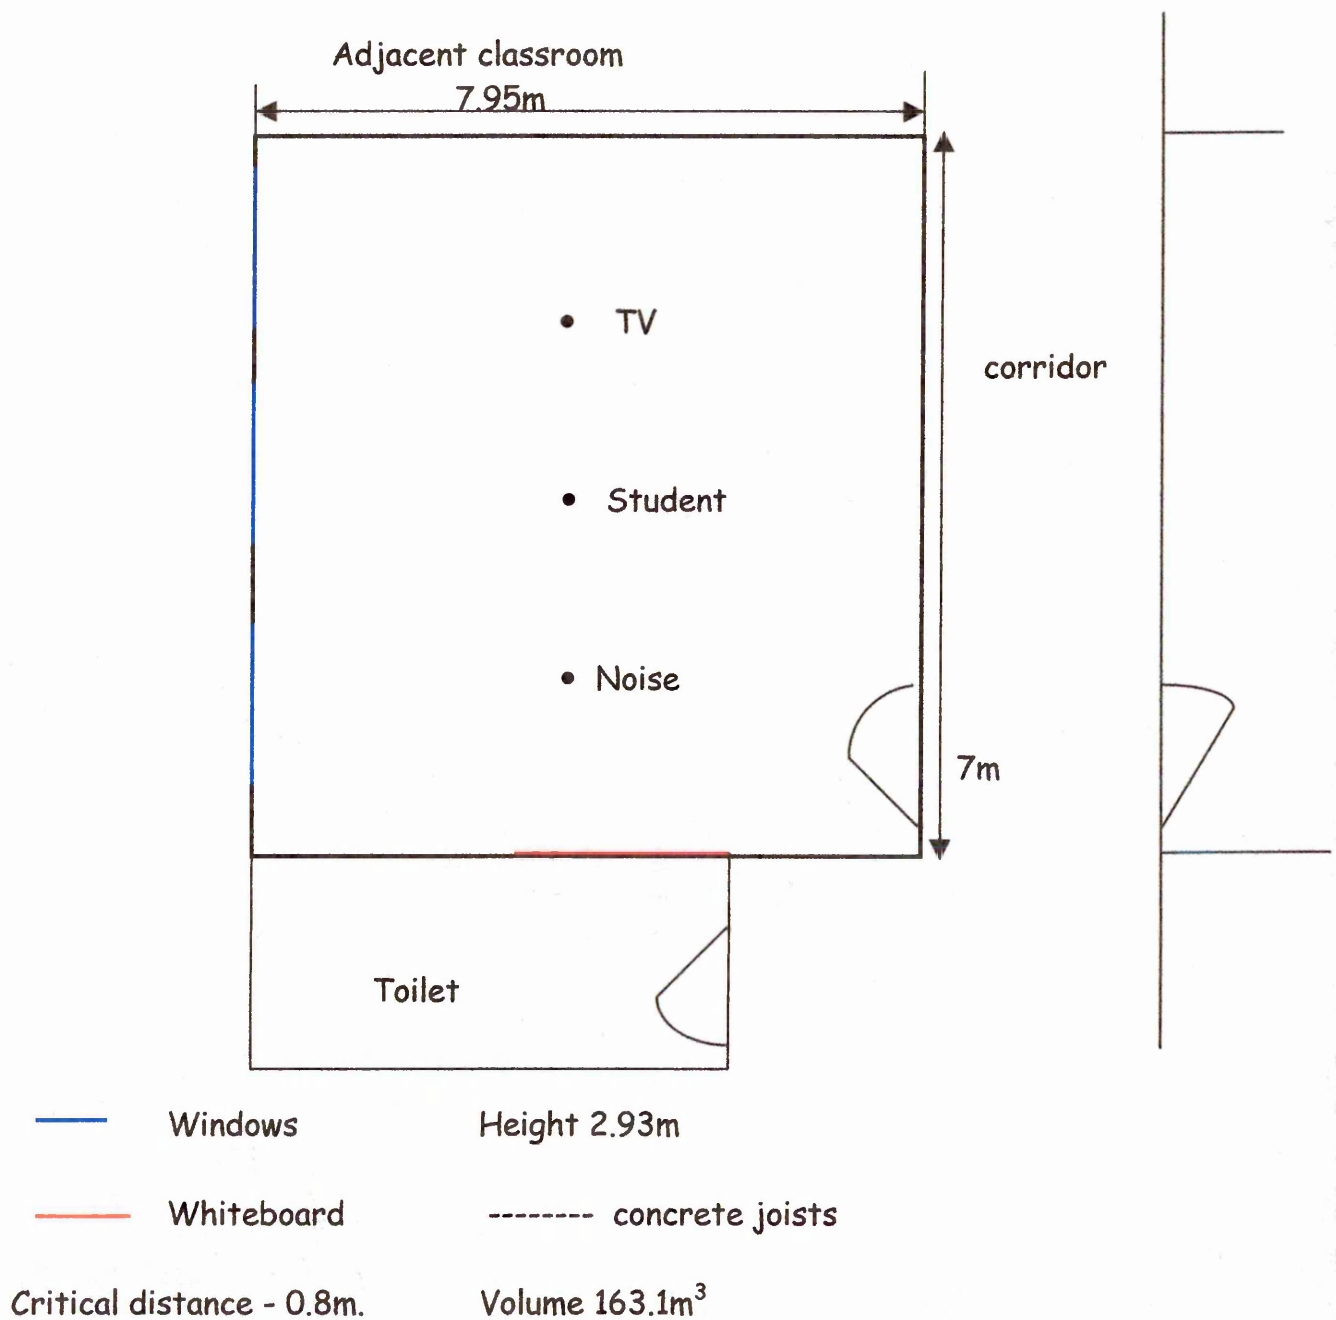 Adjacent classroom
7.95m
TV
corridor
Student
Noise
7m
Toilet
Windows Height 2.93m
Whiteboard concrete joists
Critical distance - 0.8m. Volume 163.1m³